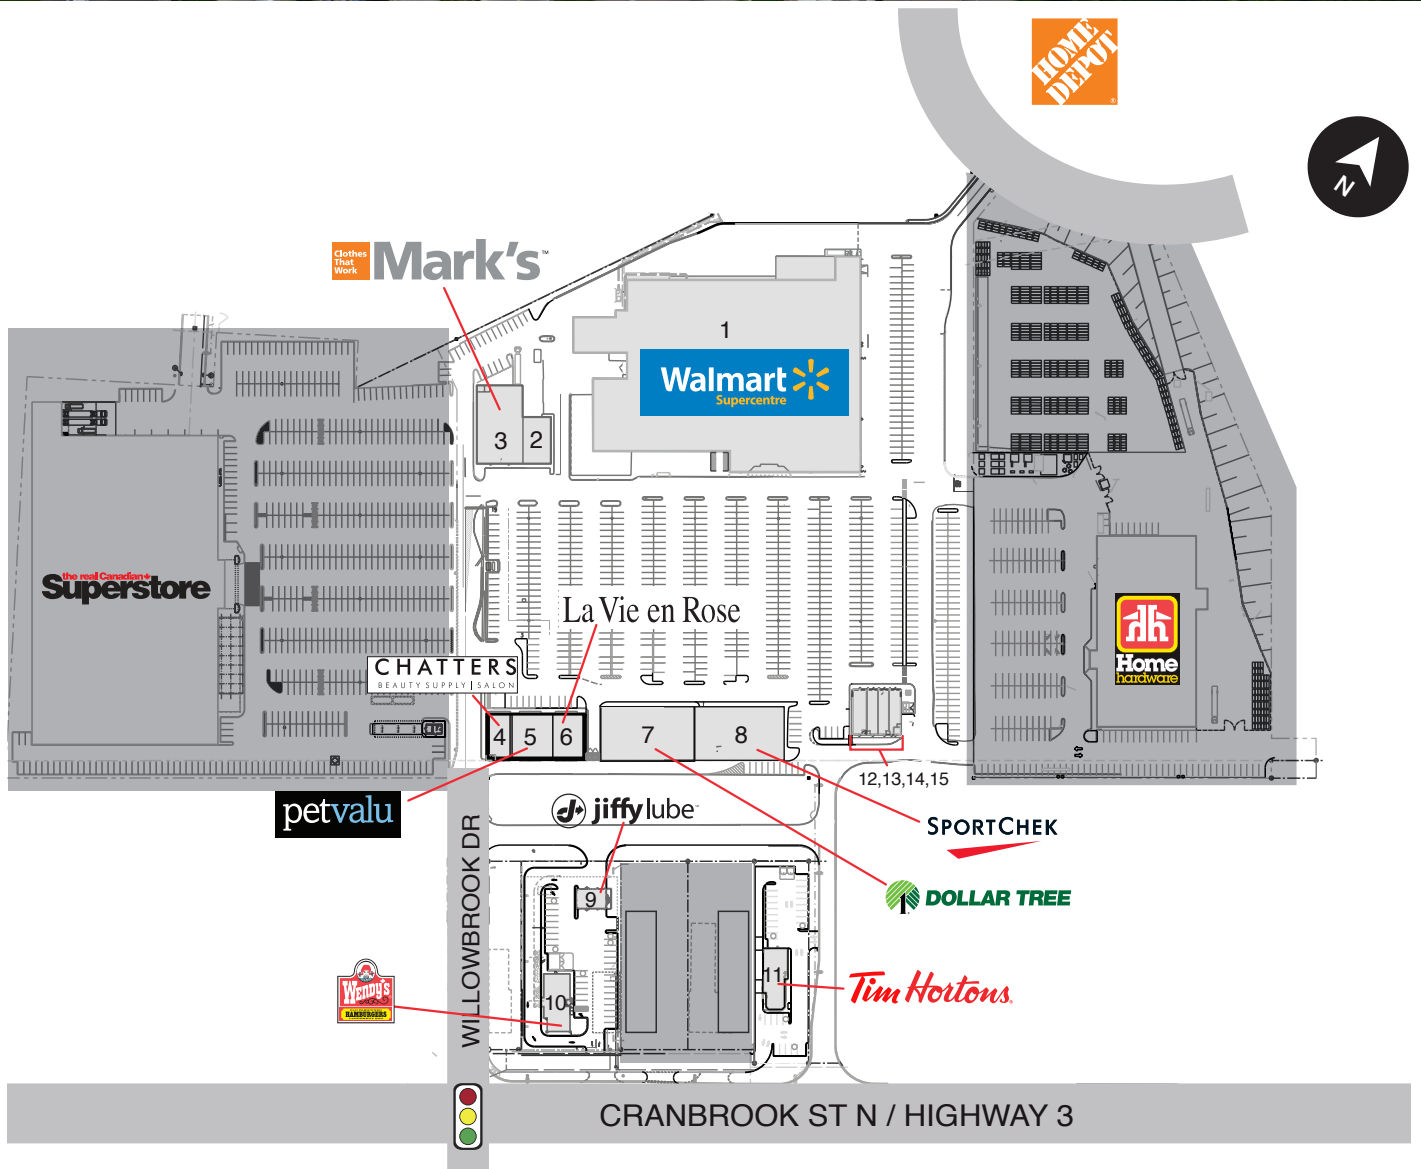 HOME
DEPOT
N
Clothes
That
Work
Mark's™
1
Walmart
Supercentre
3
2
the real Canadian
Superstore
La Vie en Rose
CHATTERS
BEAUTY SUPPLY | SALON
Home
hardware
4
5
6
7
8
12,13,14,15
petvalu
jiffy lube
SPORTCHEK
DOLLAR TREE
1
9
WILLOWBROOK DR
Wendy's
HAMBURGERS
10
11
Tim Hortons
CRANBROOK ST N / HIGHWAY 3